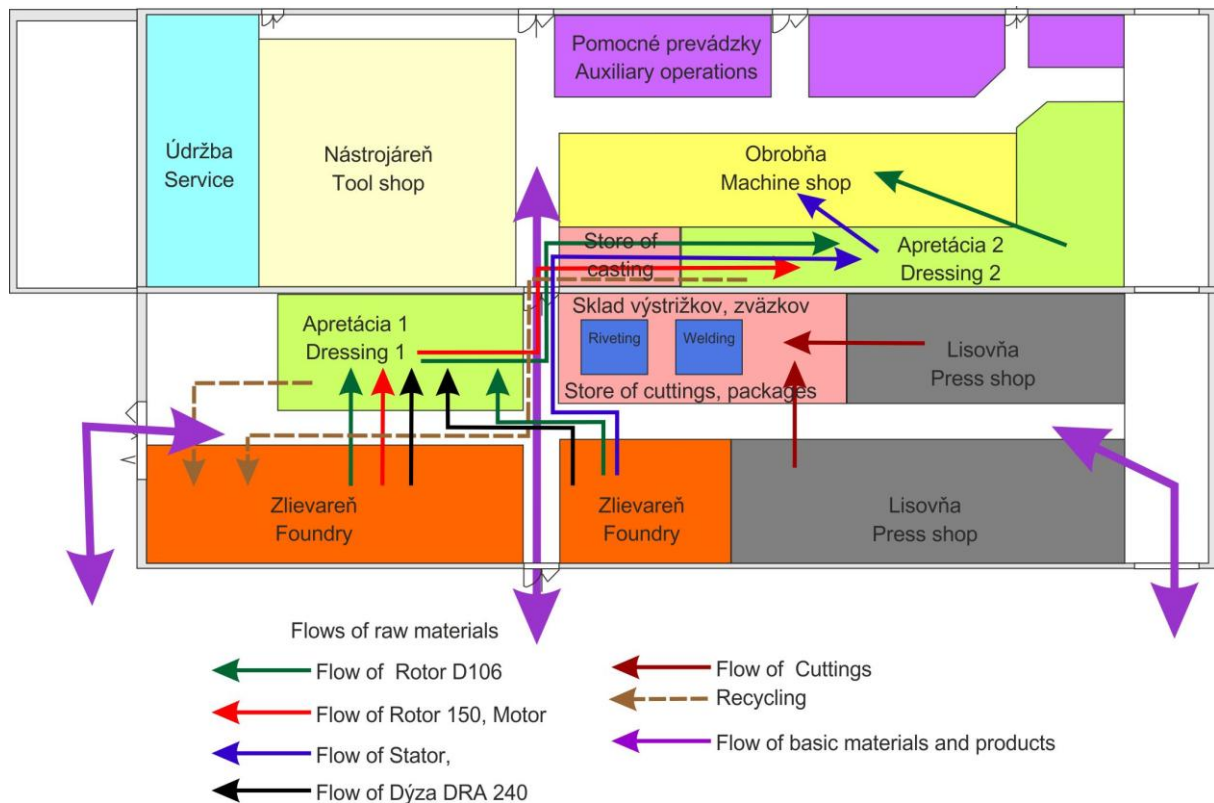 Pomocné prevádzky
Auxiliary operations
Údržba
Service
Nástrojáreň
Tool shop
Obrobňa
Machine shop
Store of
casting
Apretácia 2
Dressing 2
Apretácia 1
Dressing 1
Sklad výstrižkov, zväzkov
Riveting
Welding
Store of cuttings, packages
Lisovňa
Press shop
Zlievareň
Foundry
Zlievareň
Foundry
Lisovňa
Press shop
Flows of raw materials
Flow of Rotor D106
Flow of Rotor 150, Motor
Flow of Stator,
Flow of Dýza DRA 240
Flow of Cuttings
Recycling
Flow of basic materials and products